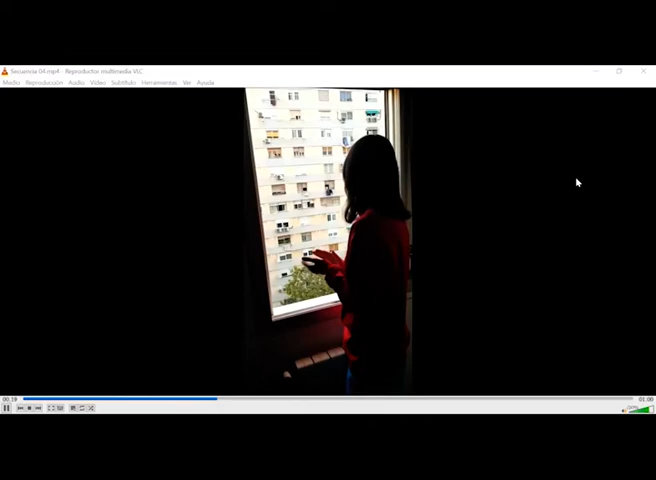 Secuencia 04.mp4 - Reproductor multimedia VLC
Medio Reproducción Audio Vídeo Subtítulo Herramientas Ver Ayuda
00:19 01:00